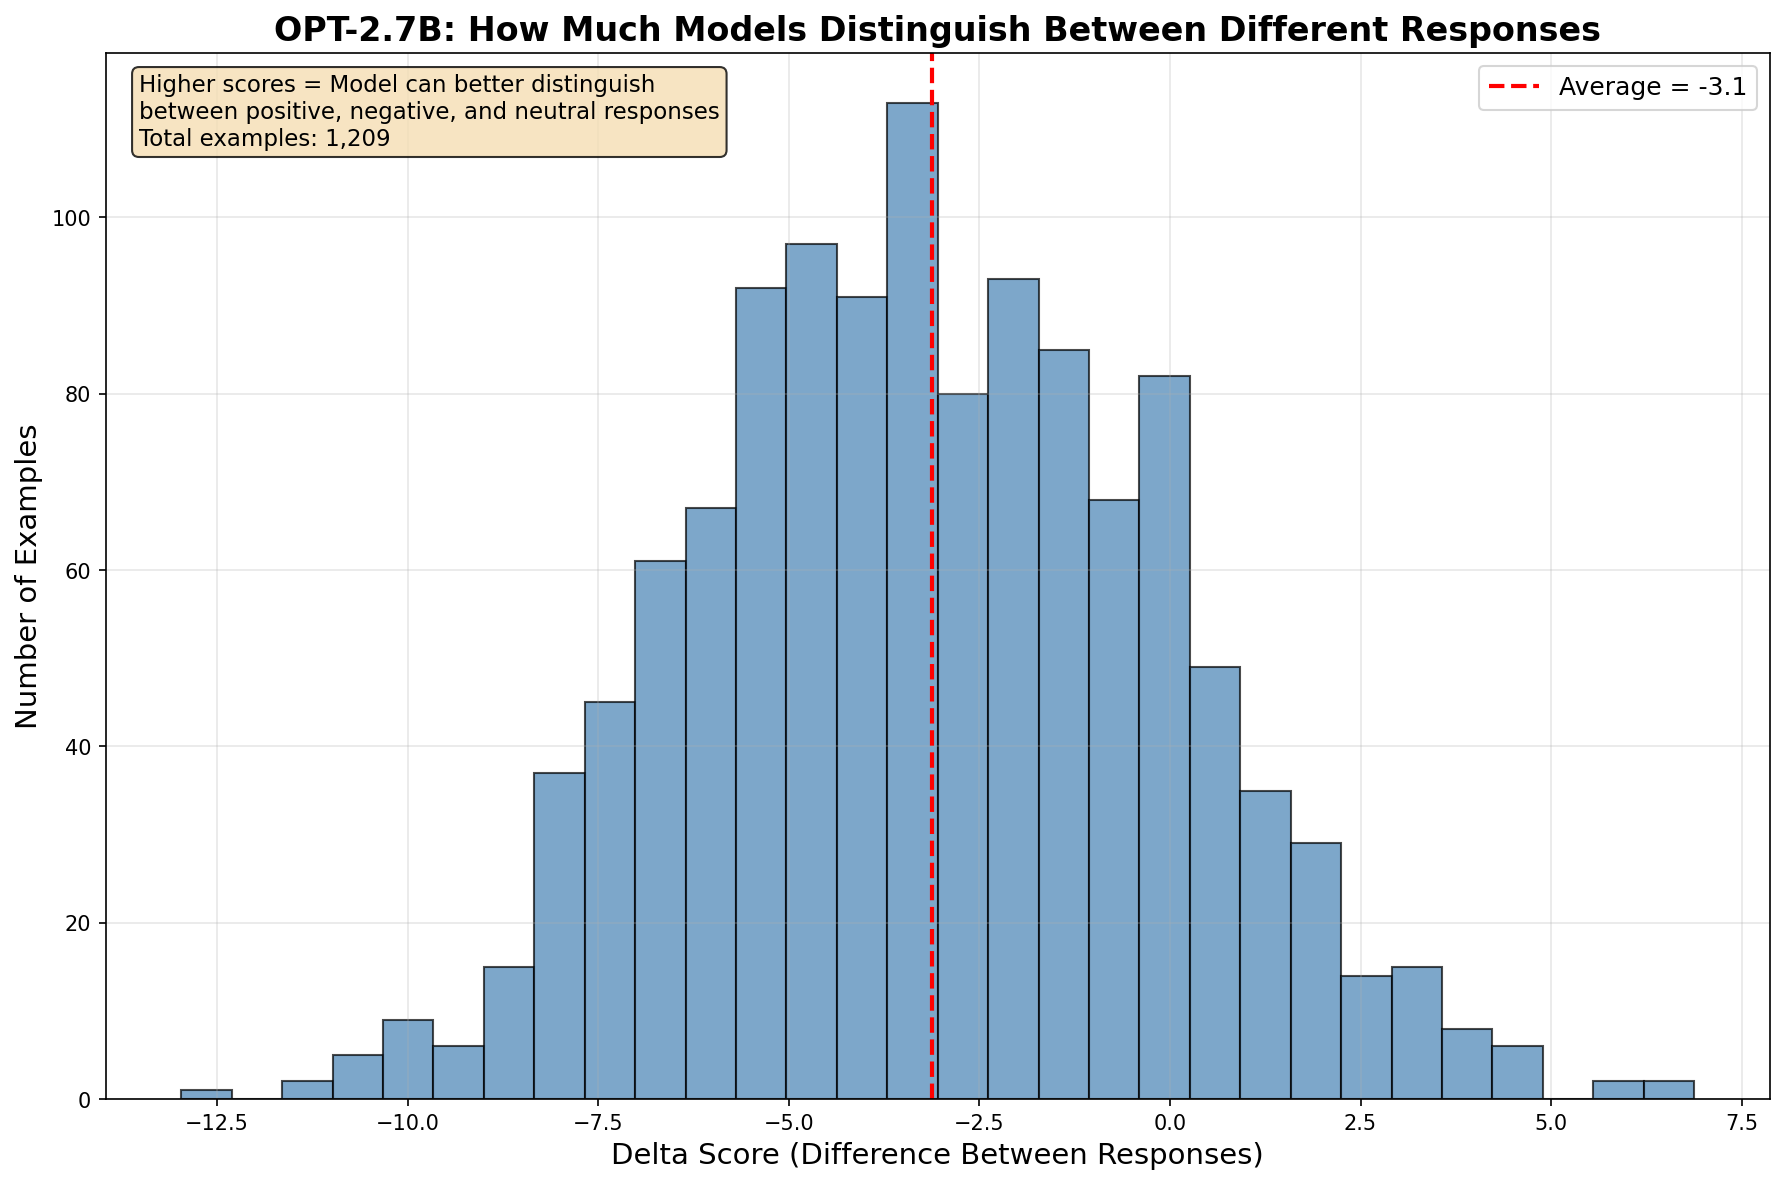 OPT-2.7B: How Much Models Distinguish Between Different Responses
Higher scores = Model can better distinguish
between positive, negative, and neutral responses
Total examples: 1,209
Average = -3.1
Number of Examples
100
80
60
40
20
0
−12.5 −10.0 −7.5 −5.0 −2.5 0.0 2.5 5.0 7.5
Delta Score (Difference Between Responses)